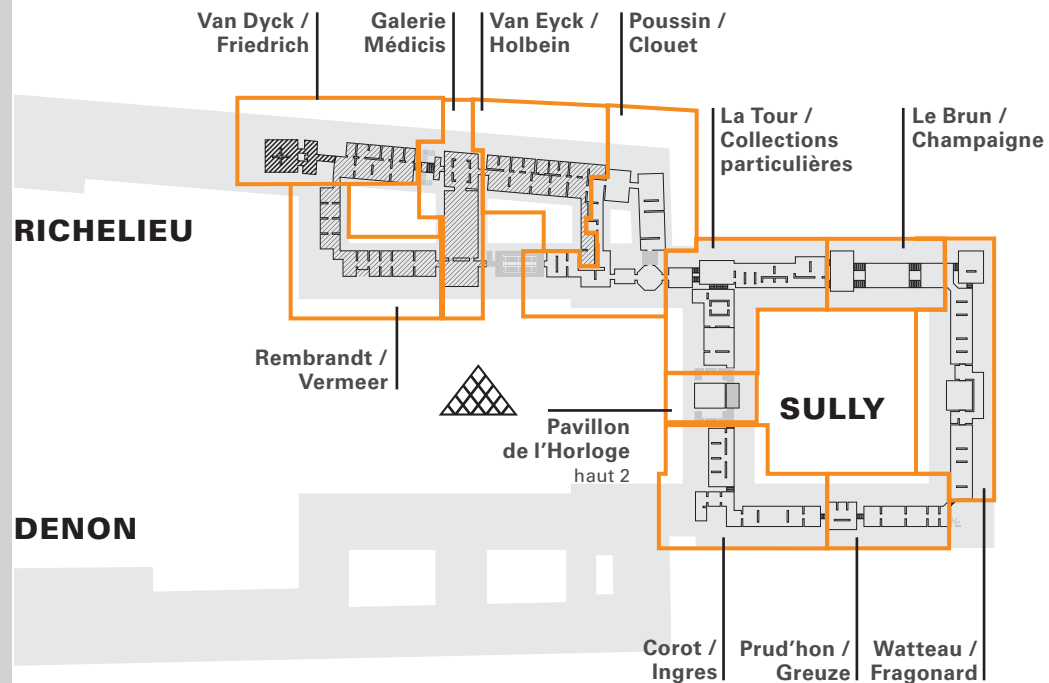 Van Dyck /
Friedrich
Galerie
Médicis
Van Eyck /
Holbein
Poussin /
Clouet
La Tour /
Collections
particulières
Le Brun /
Champaigne
RICHELIEU
Rembrandt /
Vermeer
SULLY
Pavillon
de l'Horloge
haut 2
DENON
Corot /
Ingres
Prud'hon /
Greuze
Watteau /
Fragonard